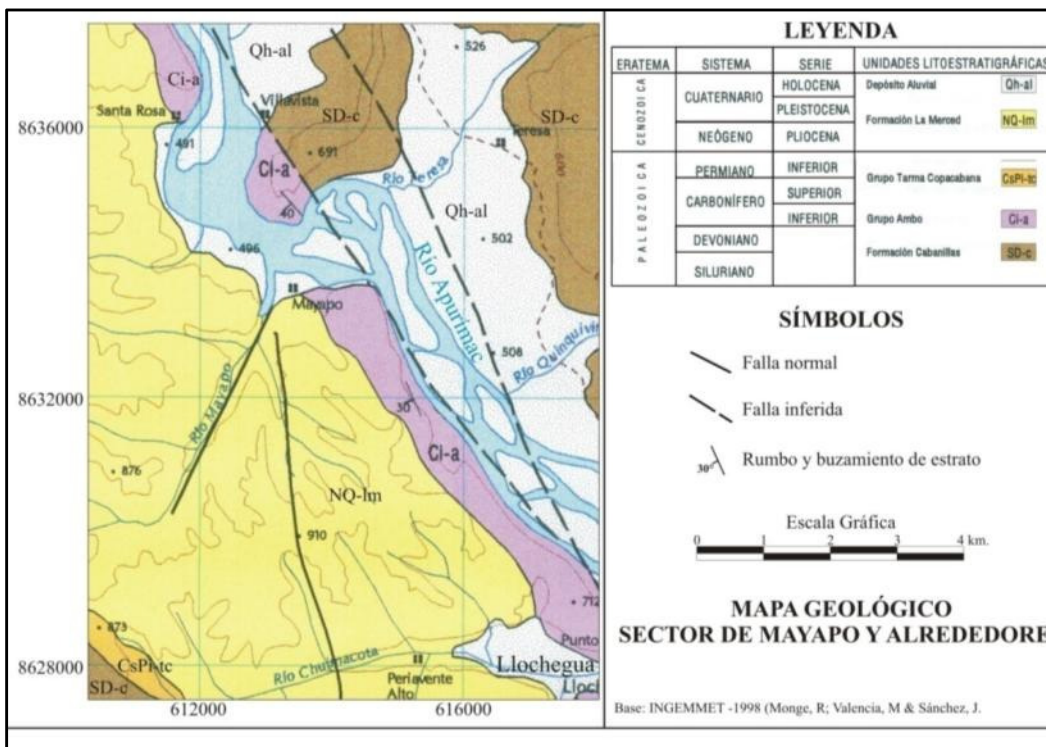 Ci-a
Qh-al
526
Santa Rosa
Villavista
SD-c
SD-c
8636000
491
691
Teresa
600
Ci-a
Río Teresa
40
Qh-al
496
502
Río Apurímac
Mayapo
508
Río Quinquivir
8632000
Río Mayapo
30
Ci-a
876
NQ-lm
910
712
873
Punto
8628000
CsPi-tc
Río Chuimacota
Llochegua
SD-c
Periavente
Alto
Lloc
612000
616000
LEYENDA
ERATEMA SISTEMA SERIE UNIDADES LITOESTRATIGRÁFICAS
CENOZOICA
CUATERNARIO
HOLOCENA
Depósito Aluvial
Qh-al
PLEISTOCENA
Formación La Merced
NQ-lm
NEÓGENO
PLIOCENA
PALEOZOICA
PERMIANO
INFERIOR
Grupo Tarma Copacabana
CsPi-tc
CARBONÍFERO
SUPERIOR
INFERIOR
Grupo Ambo
Ci-a
DEVONIANO
Formación Cabanillas
SD-c
SILURIANO
SÍMBOLOS
Falla normal
Falla inferida
30°
Rumbo y buzamiento de estrato
Escala Gráfica
0 1 2 3 4 km.
MAPA GEOLÓGICO
SECTOR DE MAYAPO Y ALREDEDORE
Base: INGEMMET -1998 (Monge, R; Valencia, M & Sánchez, J.